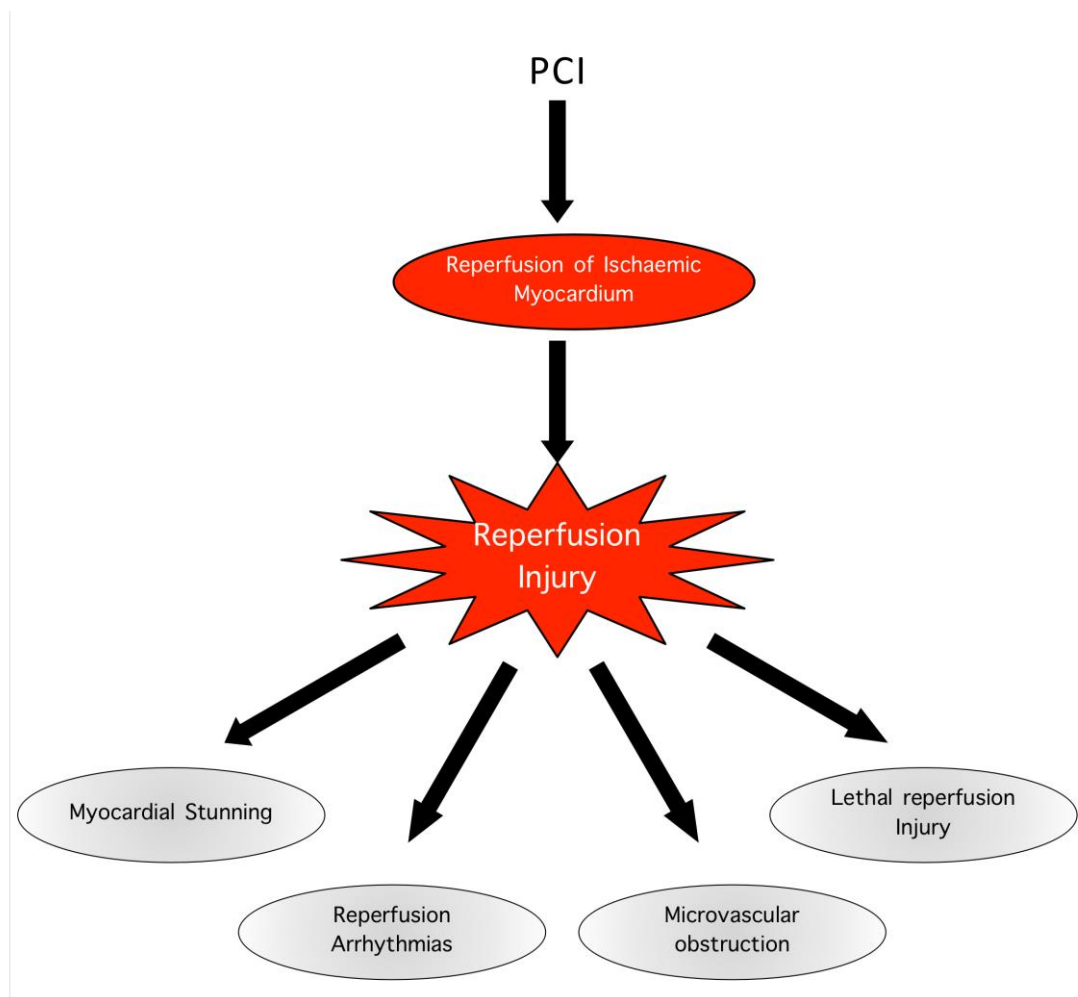 PCI
Reperfusion of Ischaemic
Myocardium
Reperfusion
Injury
Myocardial Stunning
Lethal reperfusion
Injury
Reperfusion
Arrhythmias
Microvascular
obstruction